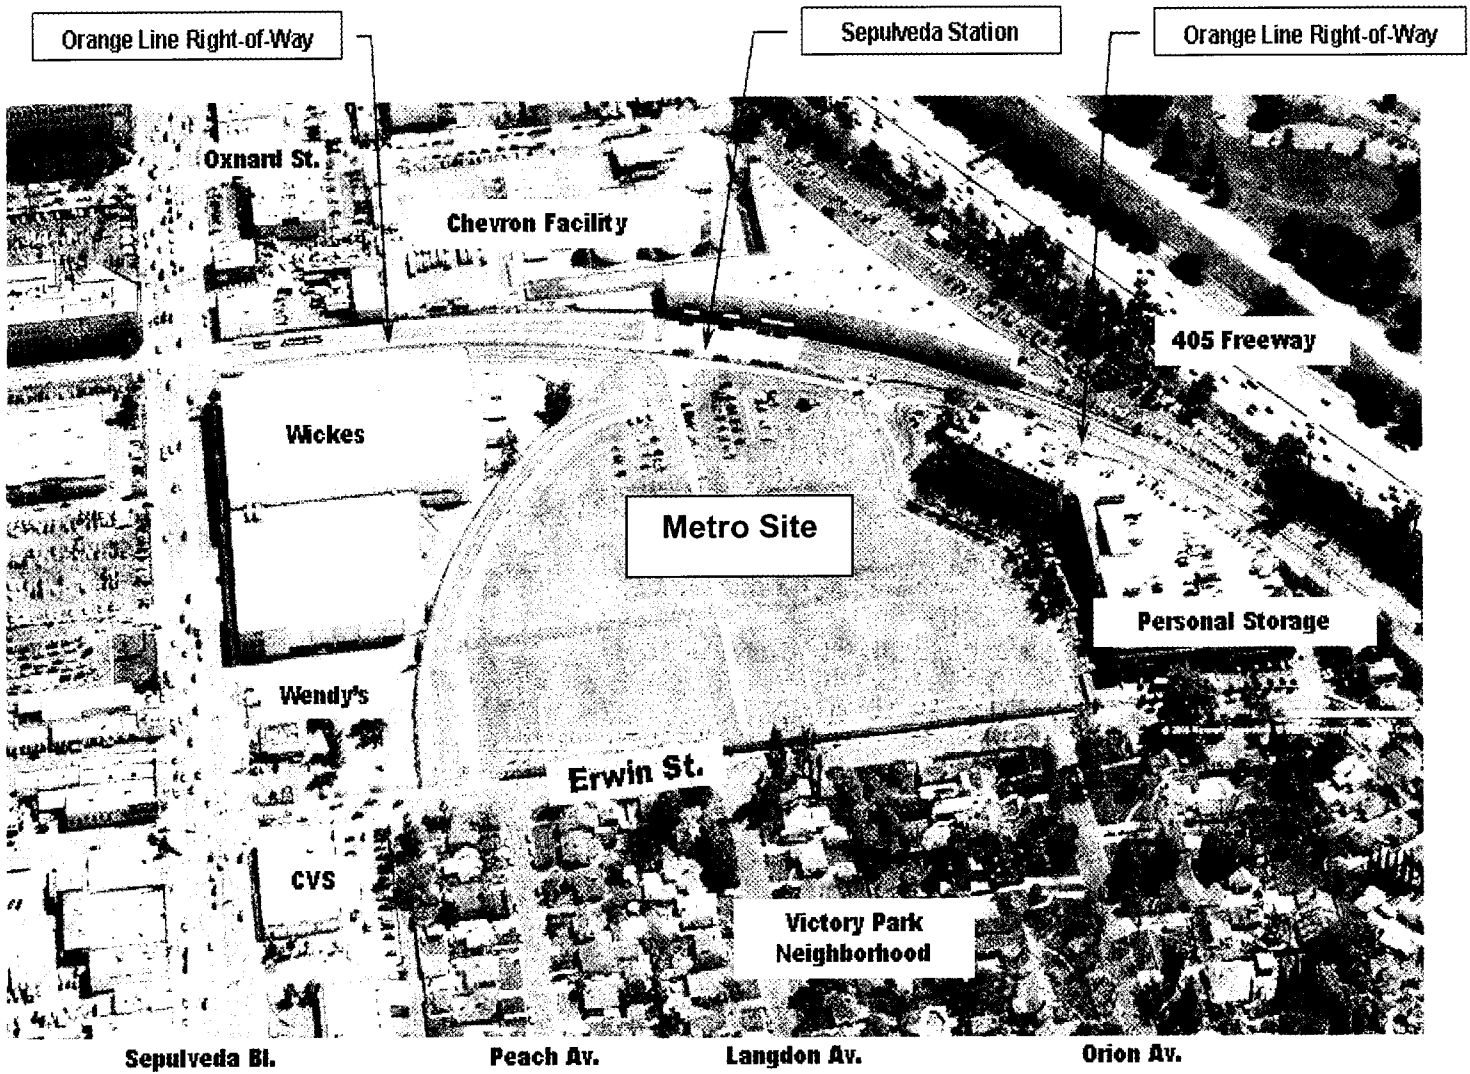 Orange Line Right-of-Way
Sepulveda Station
Orange Line Right-of-Way
Oxnard St.
Chevron Facility
405 Freeway
Wickes
Metro Site
Personal Storage
Wendy's
Erwin St.
CVS
Victory Park
Neighborhood
Sepulveda Bl.
Peach Av.
Langdon Av.
Orion Av.